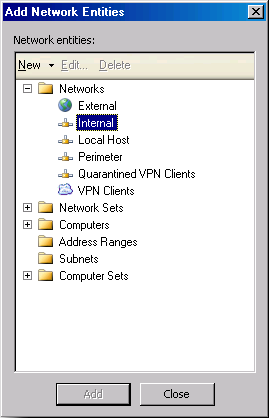 Add Network Entities
Network entities:
New Edit... Delete
Networks
External
Internal
Local Host
Perimeter
Quarantined VPN Clients
VPN Clients
Network Sets
Computers
Address Ranges
Subnets
Computer Sets
Add Close